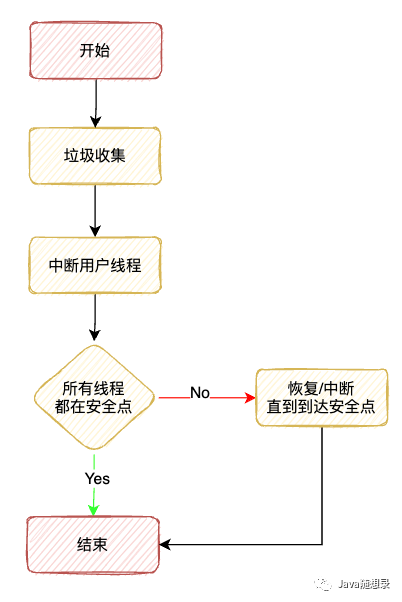 开始
垃圾收集
中断用户线程
所有线程
都在安全点
No
恢复/中断
直到到达安全点
Yes
结束
Java随想录